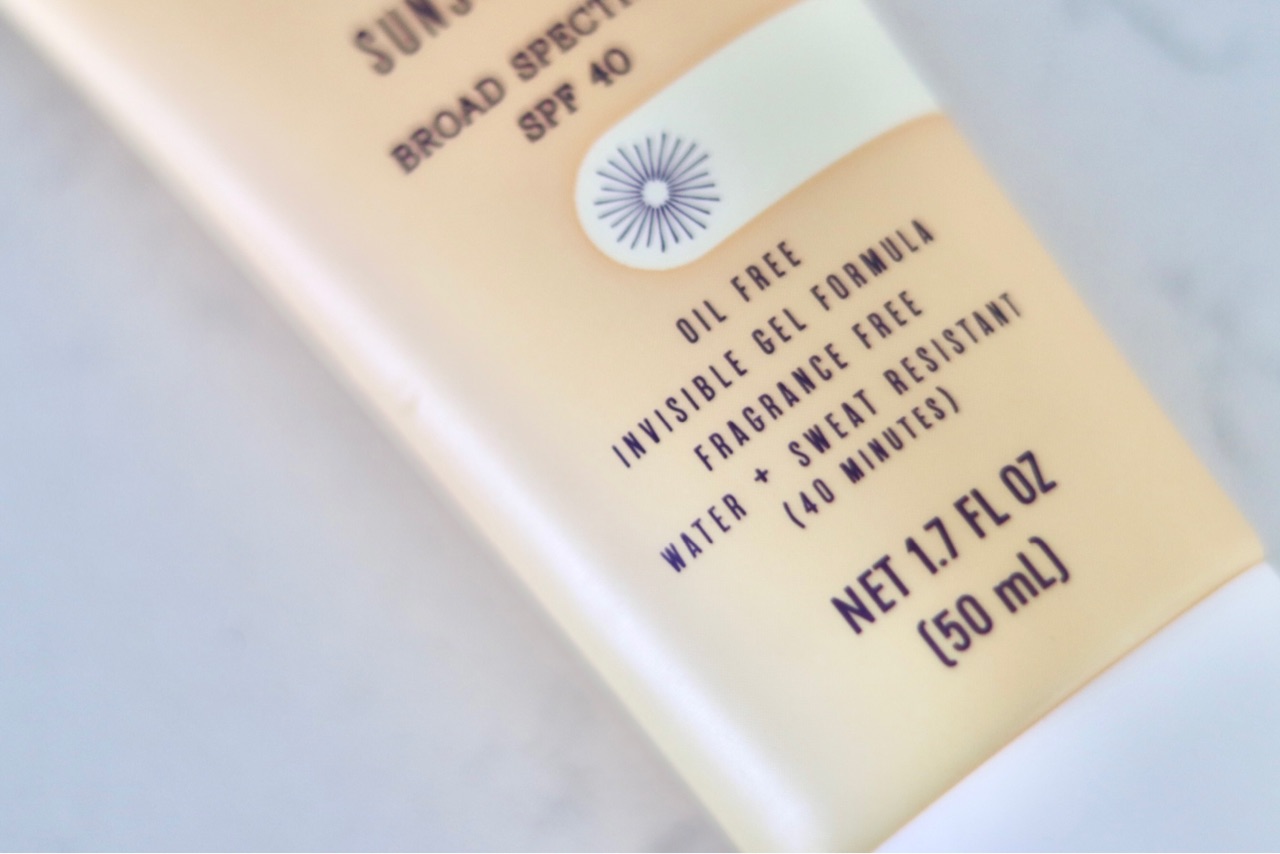 BROAD
SPF 40
OIL FREE
INVISIBLE GEL FORMULA
FRAGRANCE FREE
WATER + SWEAT RESISTANT
(40 MINUTES)
NET 1.7 FL OZ
(50 mL)